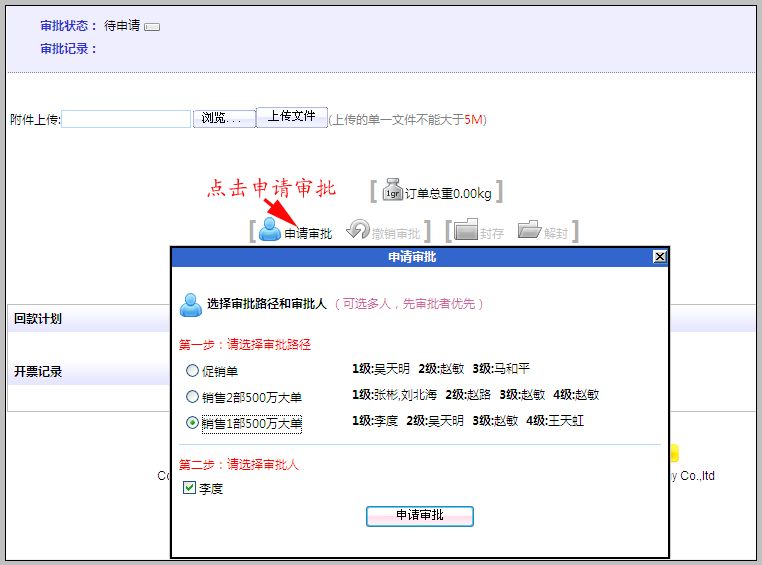 审批状态： 待申请
审批记录：
附件上传: 浏览... 上传文件 (上传的单一文件不能大于5M)
点击申请审批
[ 1gr 订单总重0.00kg ]
[ 申请审批 撤销审批 ] [ 封存 解封 ]
申请审批
选择审批路径和审批人 （可选多人，先审批者优先）
回款计划
第一步：请选择审批路径
促销单 1级:吴天明 2级:赵敏 3级:马和平
开票记录
销售2部500万大单 1级:张彬,刘北海 2级:赵路 3级:赵敏 4级:赵敏
销售1部500万大单 1级:李度 2级:吴天明 3级:赵敏 4级:王天虹
第二步：请选择审批人
Co.,ltd
李度
申请审批